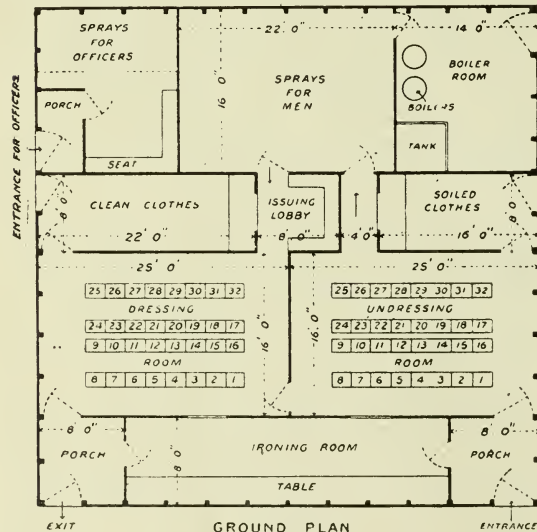 SPRAYS
FOR
OFFICERS
22'0"
14'0"
16'0"
SPRAYS
FOR
MEN
BOILER
ROOM
BOILERS
TANK
PORCH
ENTRANCE FOR OFFICERS
SEAT
8'0"
CLEAN CLOTHES
22'0"
ISSUING
LOBBY
8'0"
4'0"
SOILED
CLOTHES
16'0"
8'0"
25'0"
25'0"
25 26 27 28 29 30 31 32
DRESSING
24 23 22 21 20 19 18 17
9 10 11 12 13 14 15 16
ROOM
8 7 6 5 4 3 2 1
16'0"
16'0"
25 26 27 28 29 30 31 32
UNDRESSING
24 23 22 21 20 19 18 17
9 10 11 12 13 14 15 16
ROOM
8 7 6 5 4 3 2 1
8'0"
PORCH
8'0"
IRONING ROOM
TABLE
8'0"
PORCH
EXIT
GROUND PLAN
ENTRANCE